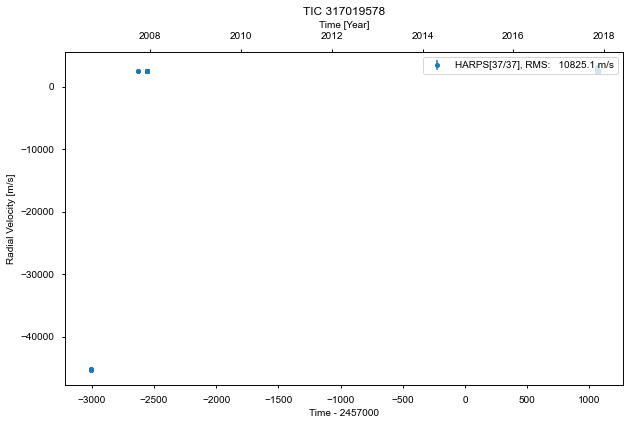 TIC 317019578
Time [Year]
2008 2010 2012 2014 2016 2018
HARPS[37/37], RMS: 10825.1 m/s
0
−10000
−20000
−30000
−40000
Radial Velocity [m/s]
−3000 −2500 −2000 −1500 −1000 −500 0 500 1000
Time - 2457000